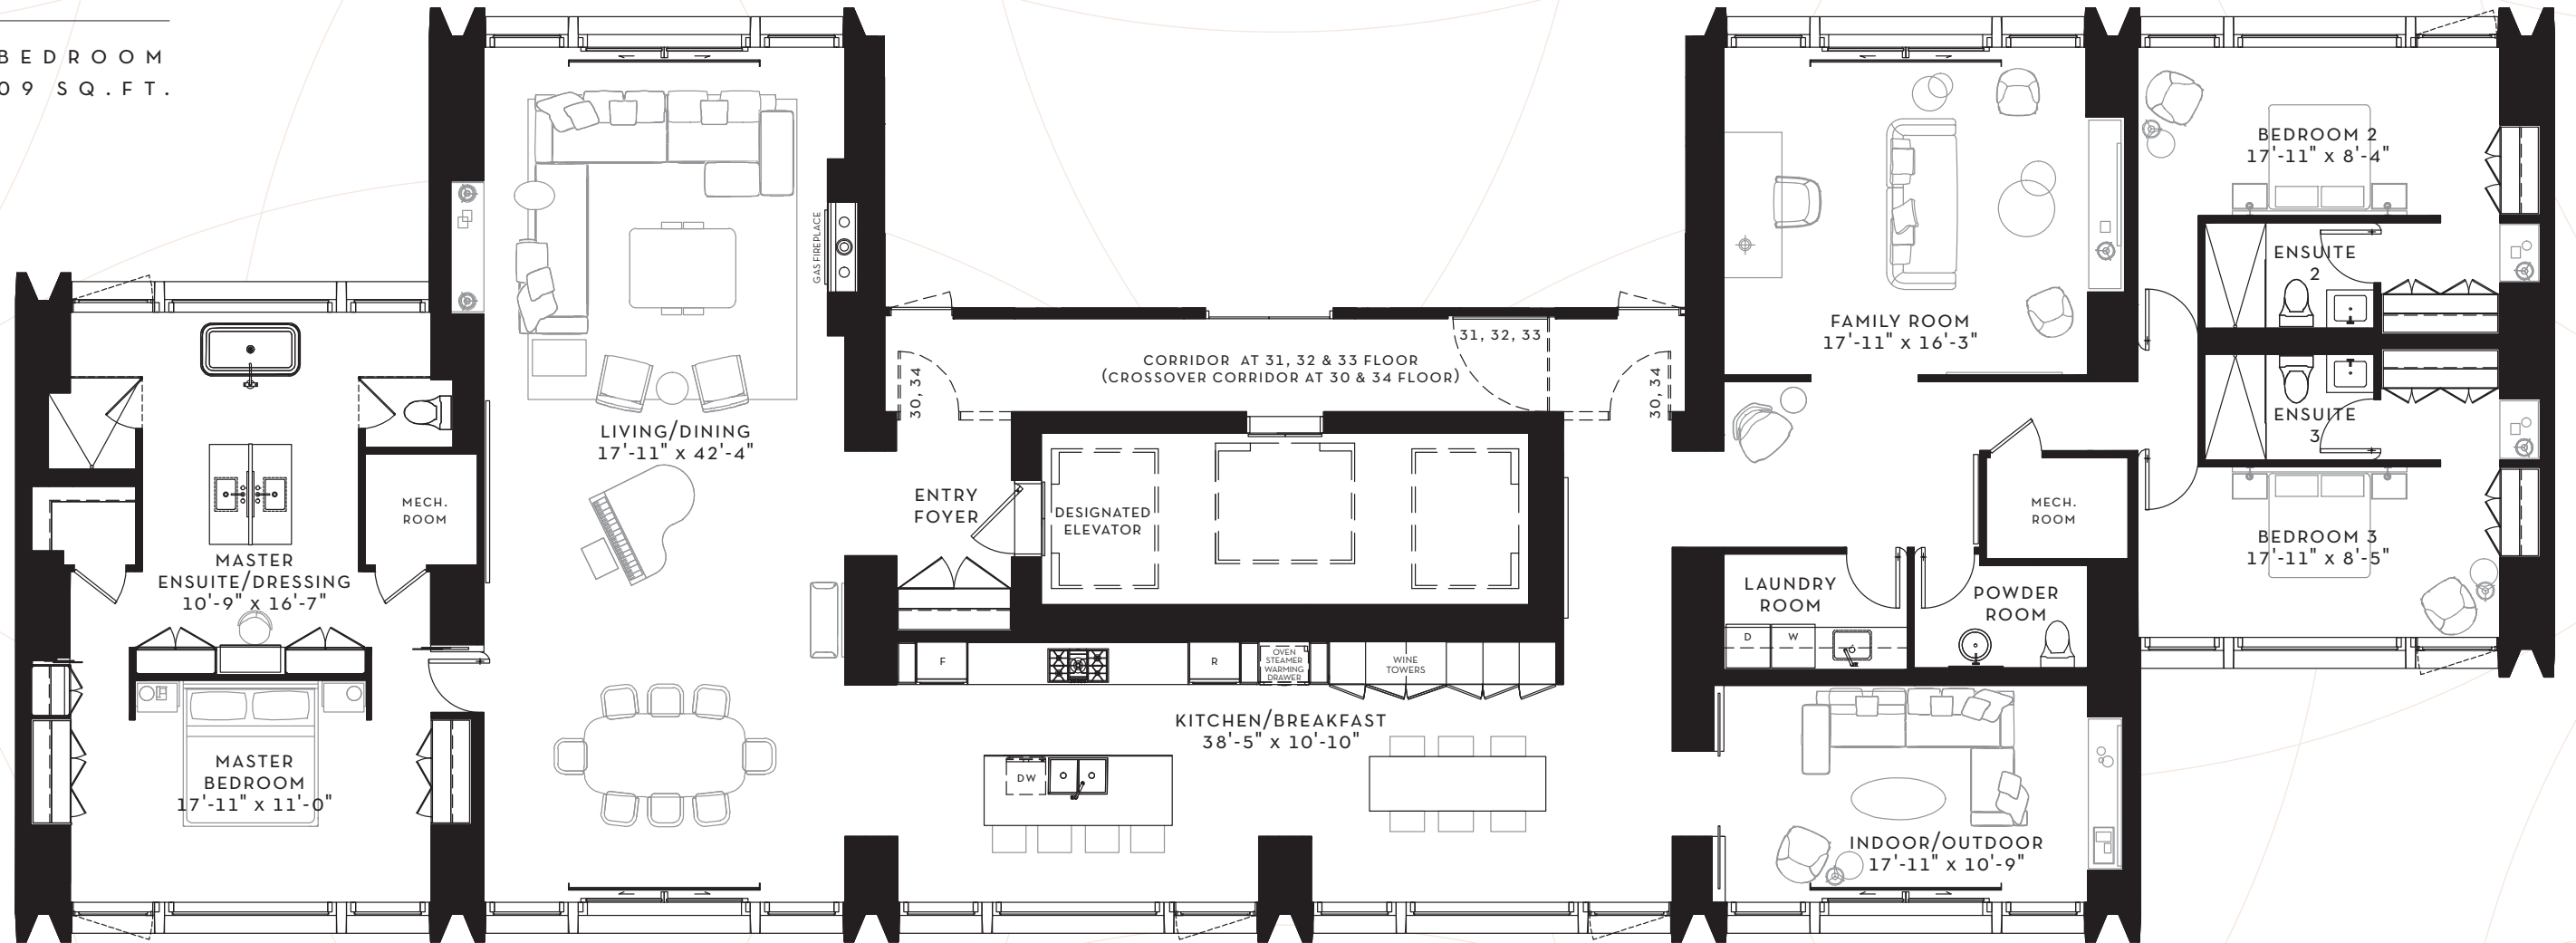 BEDROOM
09 SQ.FT.
LIVING/DINING
17'-11" x 42'-4"
GAS FIREPLACE
MASTER
ENSUITE/DRESSING
10'-9" x 16'-7"
MECH.
ROOM
MASTER
BEDROOM
17'-11" x 11'-0"
30, 34
CORRIDOR AT 31, 32 & 33 FLOOR
(CROSSOVER CORRIDOR AT 30 & 34 FLOOR)
31, 32, 33
30, 34
ENTRY
FOYER
DESIGNATED
ELEVATOR
F
R
OVEN
STEAMER
WARMING
DRAWER
WINE
TOWERS
KITCHEN/BREAKFAST
38'-5" x 10'-10"
DW
FAMILY ROOM
17'-11" x 16'-3"
BEDROOM 2
17'-11" x 8'-4"
ENSUITE
2
ENSUITE
3
MECH.
ROOM
BEDROOM 3
17'-11" x 8'-5"
LAUNDRY
ROOM
D
W
POWDER
ROOM
INDOOR/OUTDOOR
17'-11" x 10'-9"